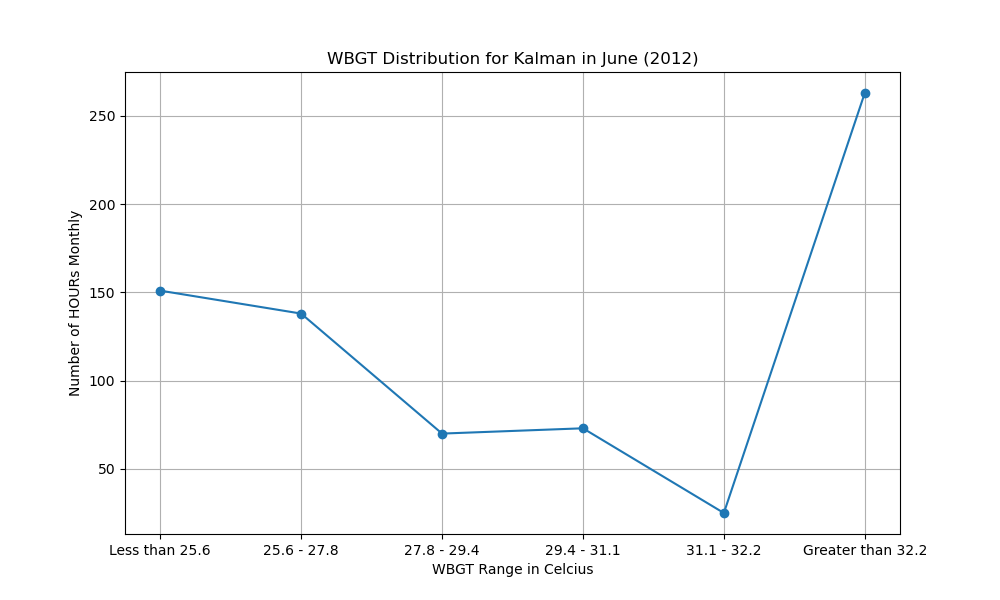 WBGT Distribution for Kalman in June (2012)
Number of HOURs Monthly
250
200
150
100
50
Less than 25.6 25.6 - 27.8 27.8 - 29.4 29.4 - 31.1 31.1 - 32.2 Greater than 32.2
WBGT Range in Celcius